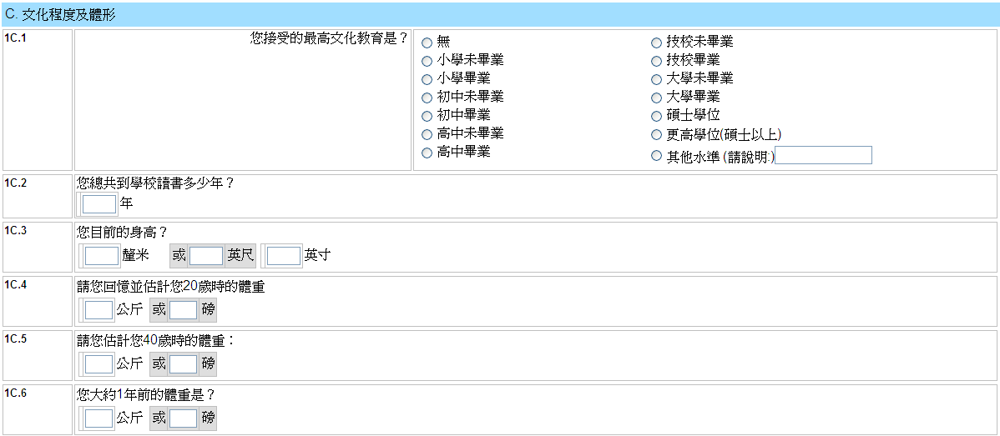 C. 文化程度及體形
1C.1 您接受的最高文化教育是？
無
小學未畢業
小學畢業
初中未畢業
初中畢業
高中未畢業
高中畢業
技校未畢業
技校畢業
大學未畢業
大學畢業
碩士學位
更高學位(碩士以上)
其他水準 (請說明:)
1C.2 您總共到學校讀書多少年？
年
1C.3 您目前的身高？
釐米 或 英尺 英寸
1C.4 請您回憶並估計您20歲時的體重
公斤 或 磅
1C.5 請您估計您40歲時的體重：
公斤 或 磅
1C.6 您大約1年前的體重是？
公斤 或 磅